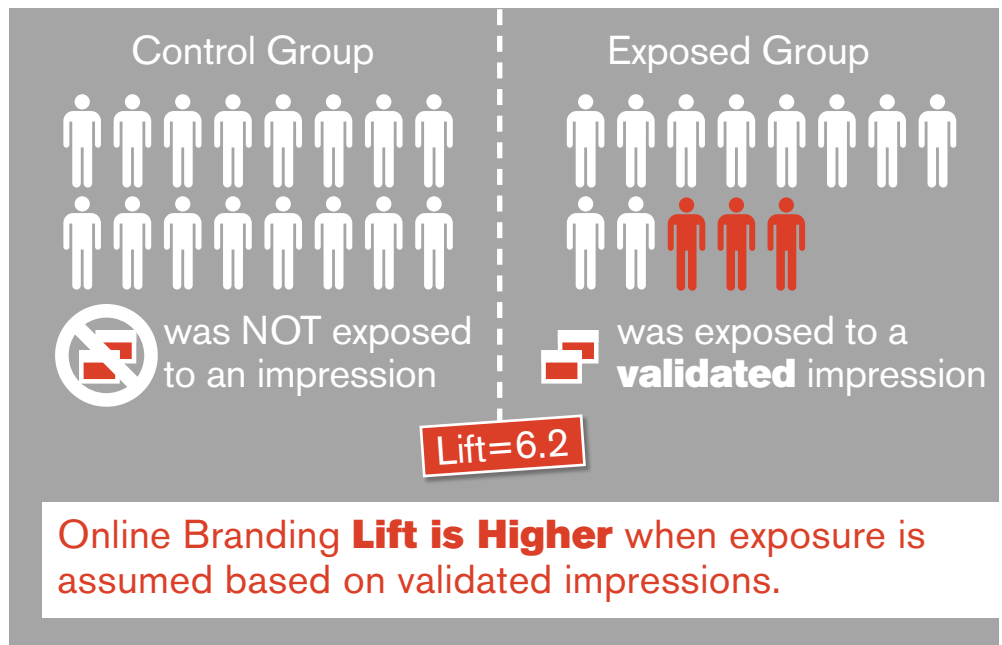 Control Group
Exposed Group
was NOT exposed
to an impression
was exposed to a
validated impression
Lift=6.2
Online Branding Lift is Higher when exposure is
assumed based on validated impressions.